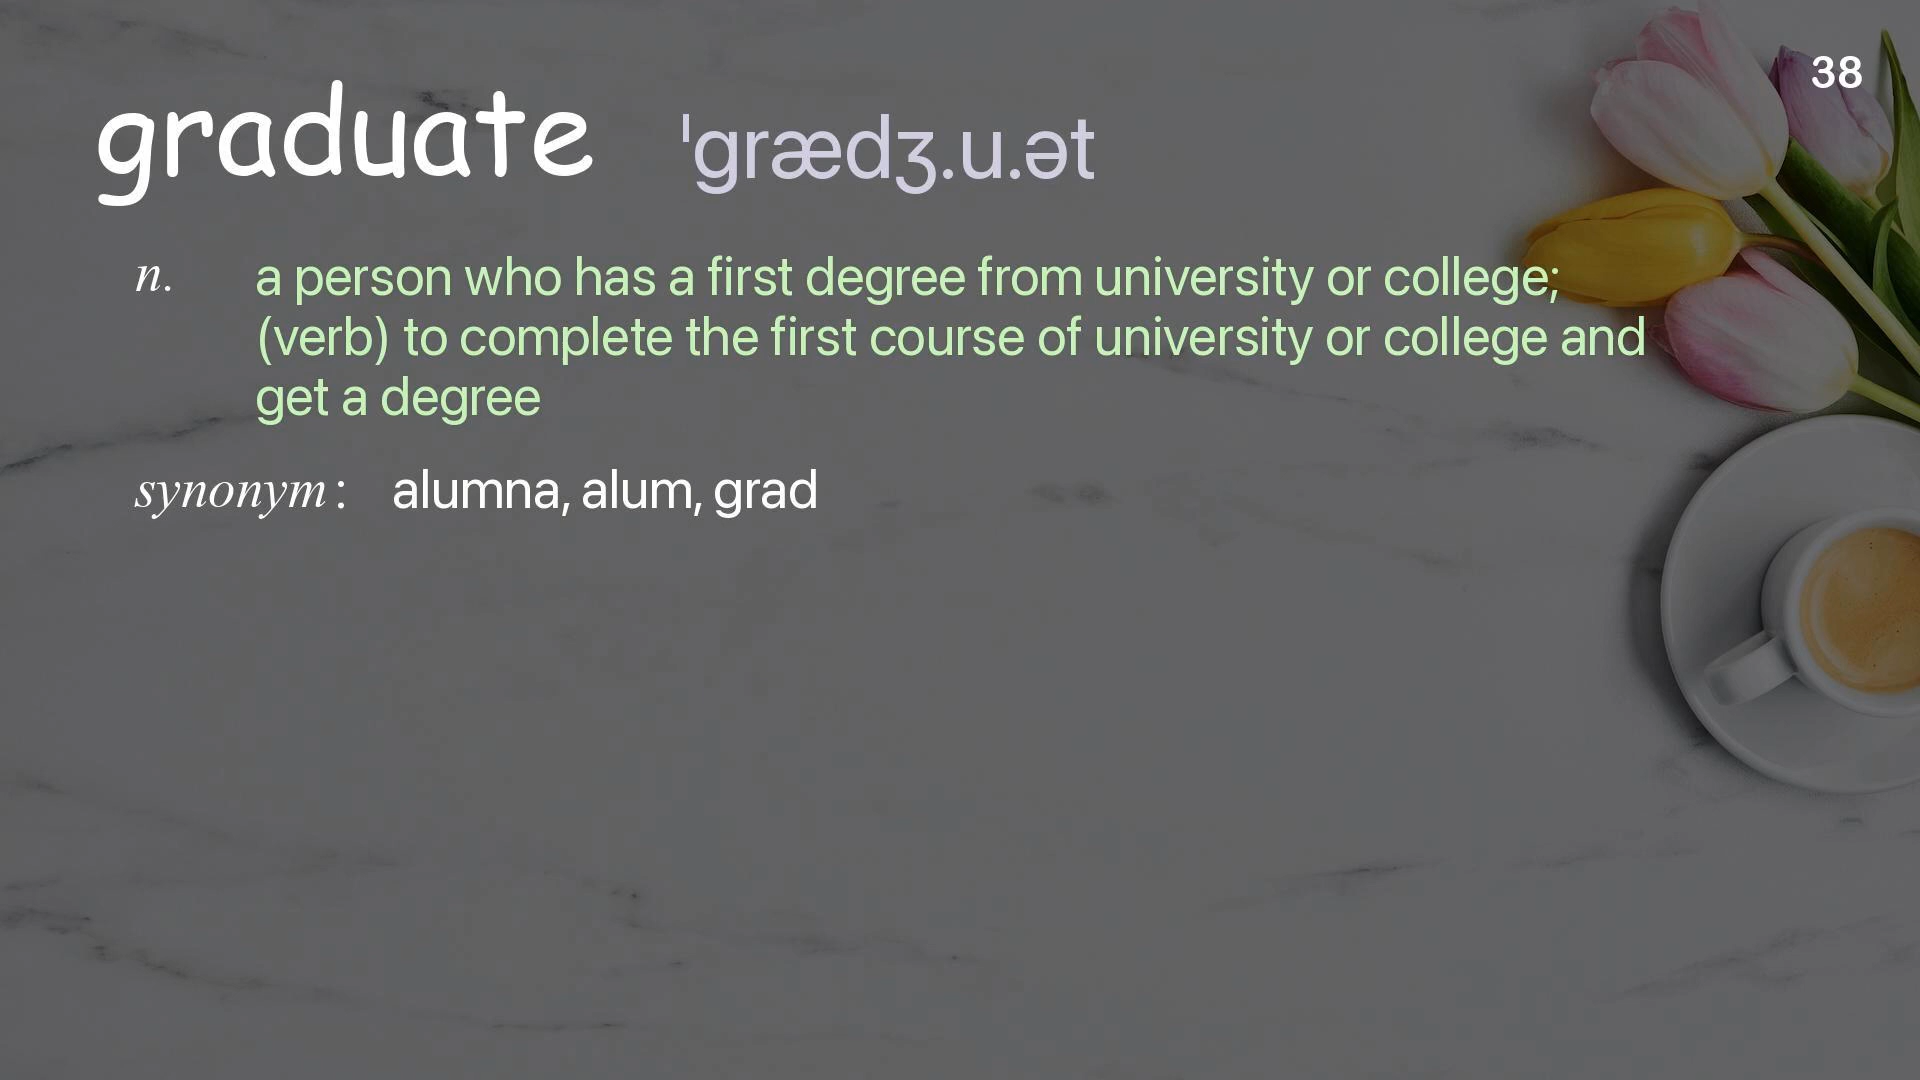 38
graduate ˈɡrædʒ.u.ət
n. a person who has a first degree from university or college;
(verb) to complete the first course of university or college and
get a degree
synonym: alumna, alum, grad